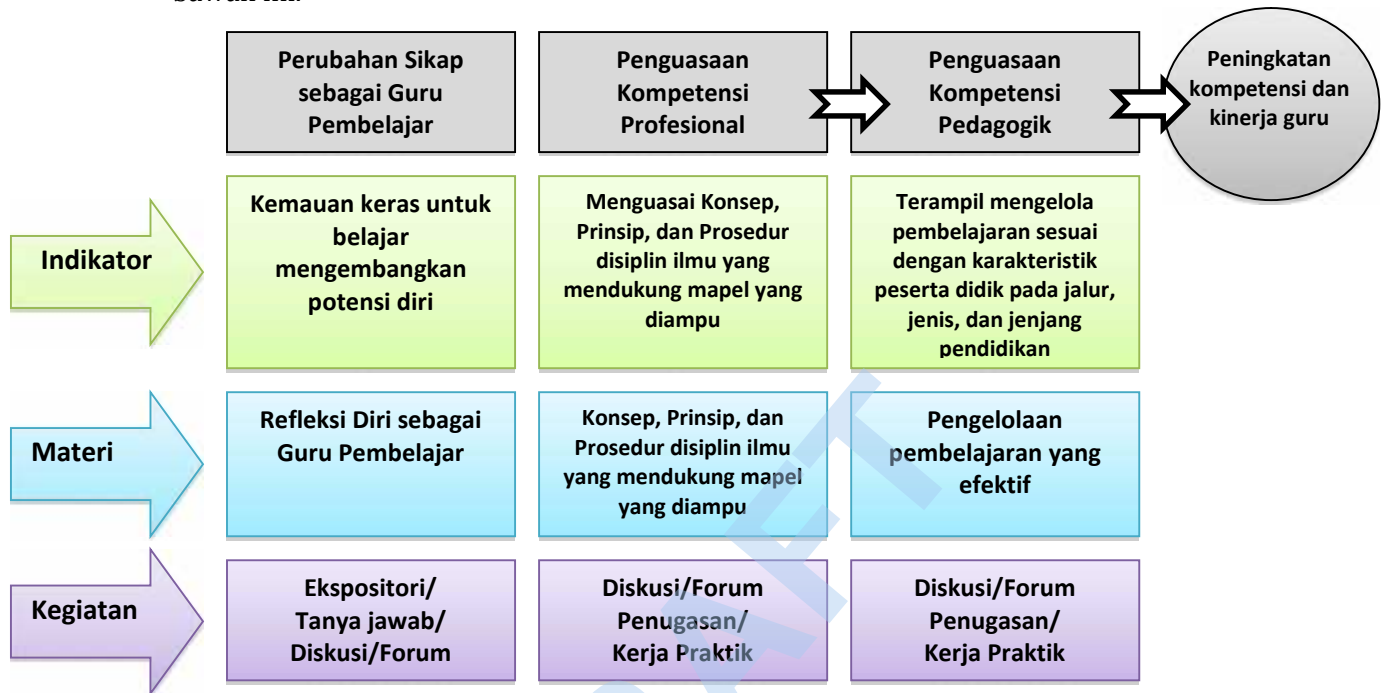 Perubahan Sikap
sebagai Guru
Pembelajar
Penguasaan
Kompetensi
Profesional
Penguasaan
Kompetensi
Pedagogik
Peningkatan
kompetensi dan
kinerja guru
Indikator
Kemauan keras untuk
belajar
mengembangkan
potensi diri
Menguasai Konsep,
Prinsip, dan Prosedur
disiplin ilmu yang
mendukung mapel yang
diampu
Terampil mengelola
pembelajaran sesuai
dengan karakteristik
peserta didik pada jalur,
jenis, dan jenjang
pendidikan
Materi
Refleksi Diri sebagai
Guru Pembelajar
Konsep, Prinsip, dan
Prosedur disiplin ilmu
yang mendukung mapel
yang diampu
Pengelolaan
pembelajaran yang
efektif
Kegiatan
Ekspositori/
Tanya jawab/
Diskusi/Forum
Diskusi/Forum
Penugasan/
Kerja Praktik
Diskusi/Forum
Penugasan/
Kerja Praktik